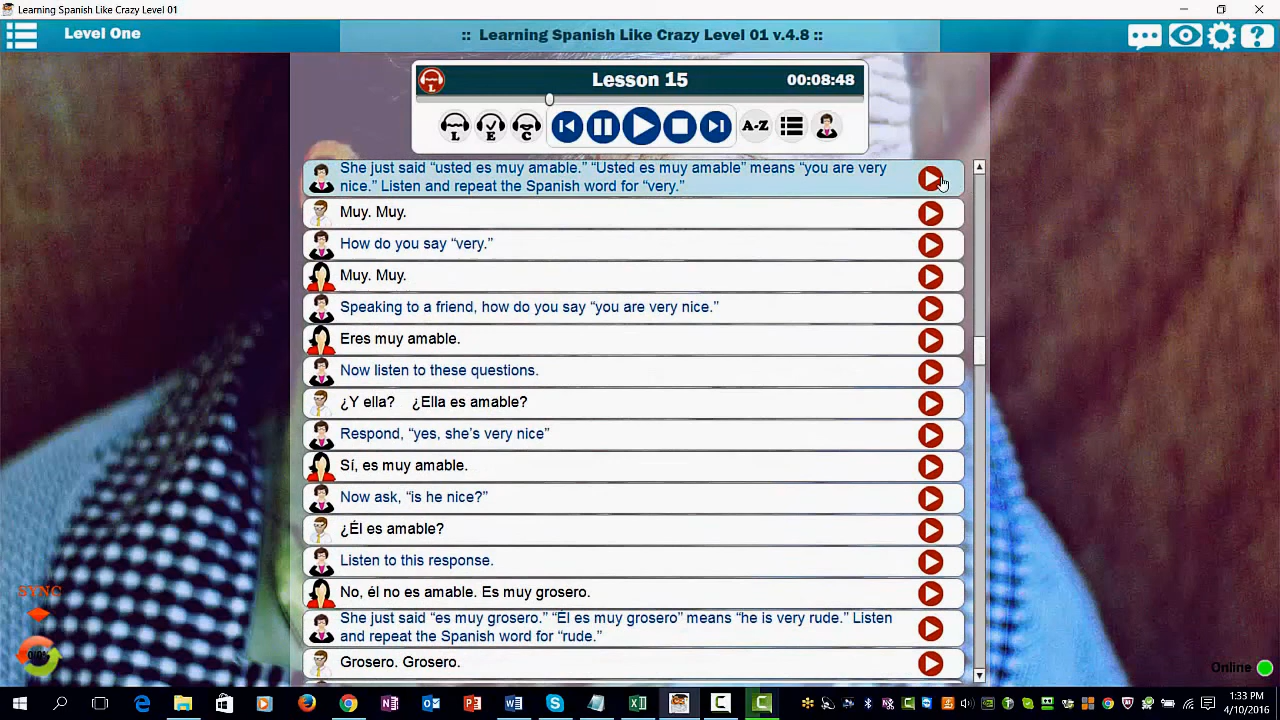 Learning Spanish Like Crazy Level 01
Level One
:: Learning Spanish Like Crazy Level 01 v.4.8 ::
L
Lesson 15
00:08:48
L
E
C
A-Z
She just said “usted es muy amable.” “Usted es muy amable” means “you are very
nice.” Listen and repeat the Spanish word for “very.”
Muy. Muy.
How do you say “very.”
Muy. Muy.
Speaking to a friend, how do you say “you are very nice.”
Eres muy amable.
Now listen to these questions.
¿Y ella? ¿Ella es amable?
Respond, “yes, she’s very nice”
Sí, es muy amable.
Now ask, “is he nice?”
¿Él es amable?
Listen to this response.
No, él no es amable. Es muy grosero.
She just said “es muy grosero.” “Él es muy grosero” means “he is very rude.” Listen
and repeat the Spanish word for “rude.”
Grosero. Grosero.
SYNC
Online
1:33 PM
4/10/2016